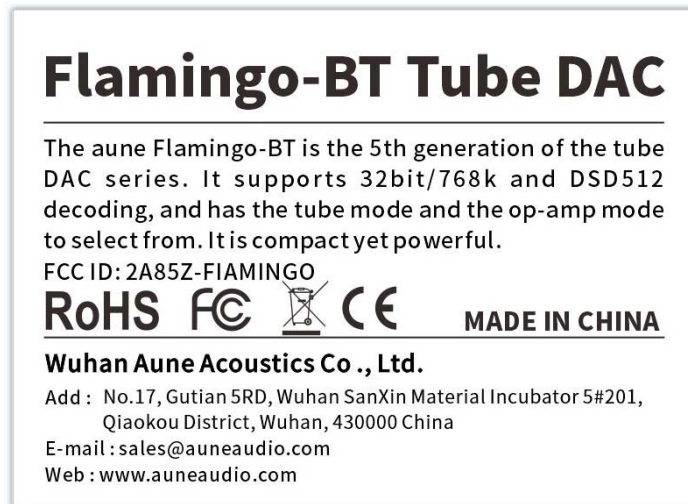 Flamingo-BT Tube DAC
The aune Flamingo-BT is the 5th generation of the tube
DAC series. It supports 32bit/768k and DSD512
decoding, and has the tube mode and the op-amp mode
to select from. It is compact yet powerful.
FCC ID: 2A85Z-FIAMINGO
RoHS FC CE MADE IN CHINA
Wuhan Aune Acoustics Co ., Ltd.
Add : No.17, Gutian 5RD, Wuhan SanXin Material Incubator 5#201,
Qiaokou District, Wuhan, 430000 China
E-mail : sales@auneaudio.com
Web : www.auneaudio.com